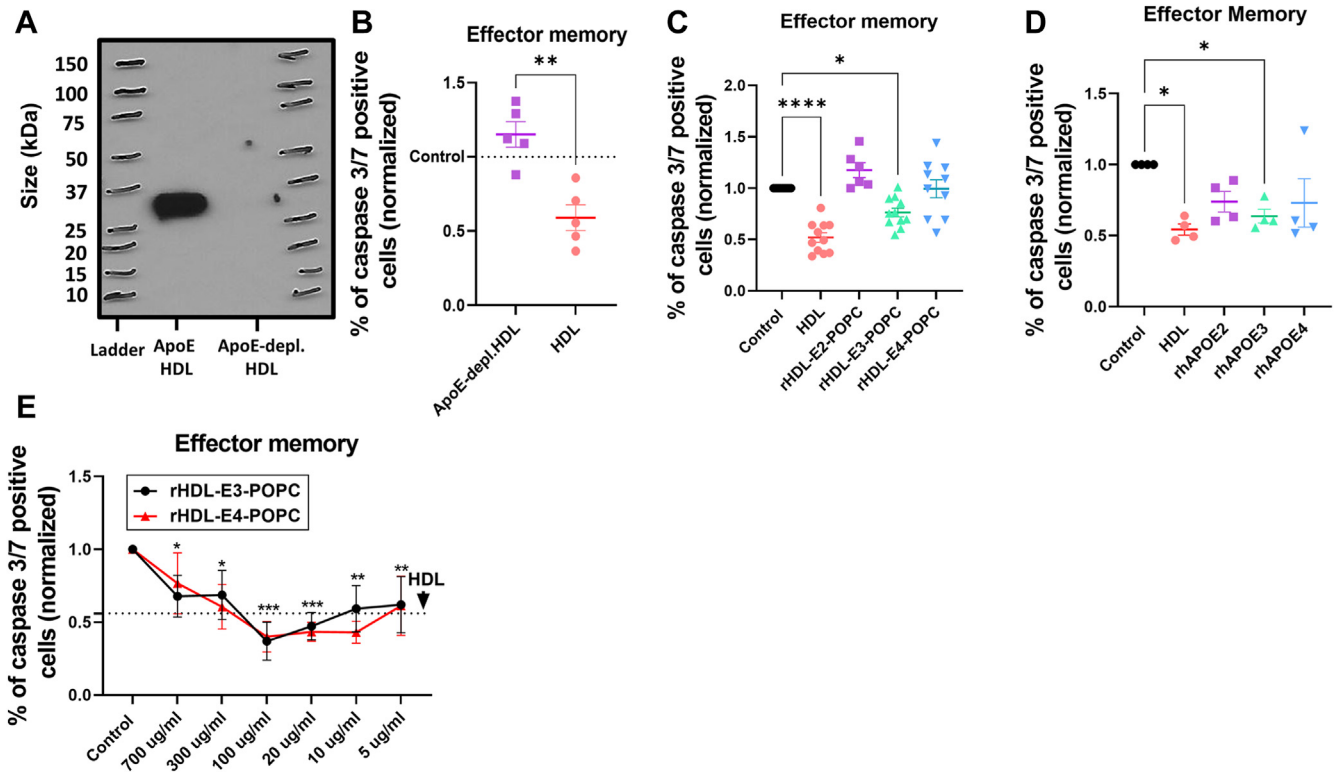 A
Size (kDa)
150
100
75
50
37
25
20
15
10
Ladder
ApoE
HDL
ApoE-depl.
HDL
B
Effector memory
% of caspase 3/7 positive
cells (normalized)
1.5
Control
0.5
0.0
**
ApoE-depl.HDL
HDL
C
Effector memory
% of caspase 3/7 positive
cells (normalized)
2.0
1.5
1.0
0.5
0.0
*
****
Control
HDL
rHDL-E2-POPC
rHDL-E3-POPC
rHDL-E4-POPC
D
Effector Memory
% of caspase 3/7 positive
cells (normalized)
1.5
1.0
0.5
0.0
*
*
Control
HDL
rhAPOE2
rhAPOE3
rhAPOE4
E
Effector memory
% of caspase 3/7 positive
cells (normalized)
1.5
1.0
0.5
0.0
rHDL-E3-POPC
rHDL-E4-POPC
* * *** *** ** **
HDL
Control
700 ug/ml
300 ug/ml
100 ug/ml
20 ug/ml
10 ug/ml
5 ug/ml